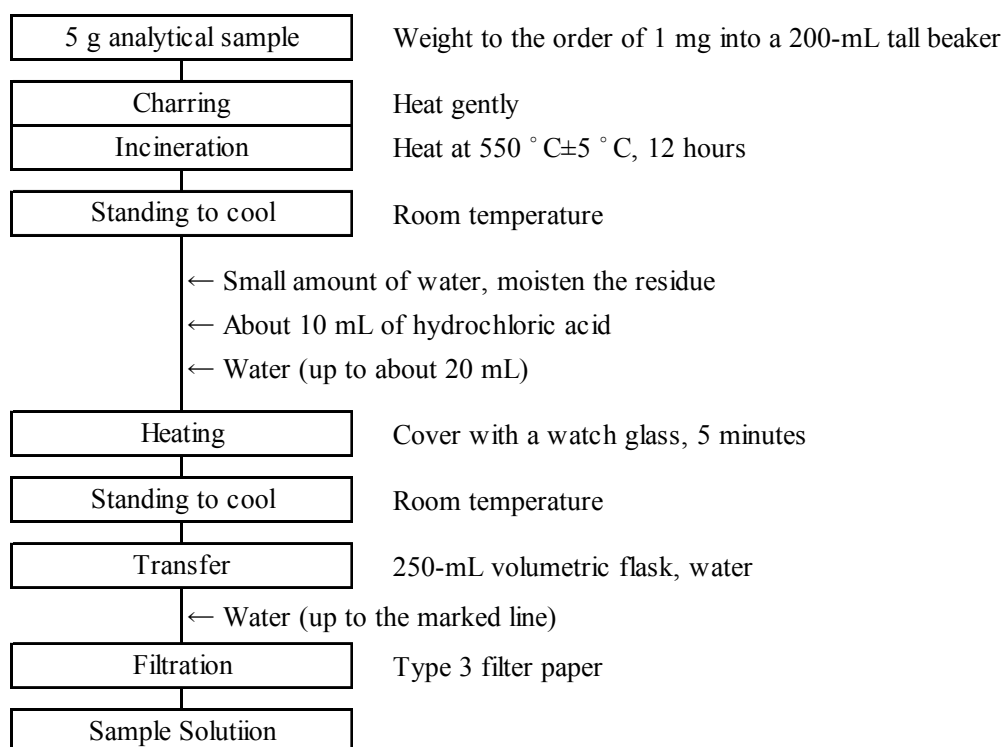 5 g analytical sample Weight to the order of 1 mg into a 200-mL tall beaker
Charring Heat gently
Incineration Heat at 550 ˚C±5 ˚C, 12 hours
Standing to cool Room temperature
← Small amount of water, moisten the residue
← About 10 mL of hydrochloric acid
← Water (up to about 20 mL)
Heating Cover with a watch glass, 5 minutes
Standing to cool Room temperature
Transfer 250-mL volumetric flask, water
← Water (up to the marked line)
Filtration Type 3 filter paper
Sample Solutiion